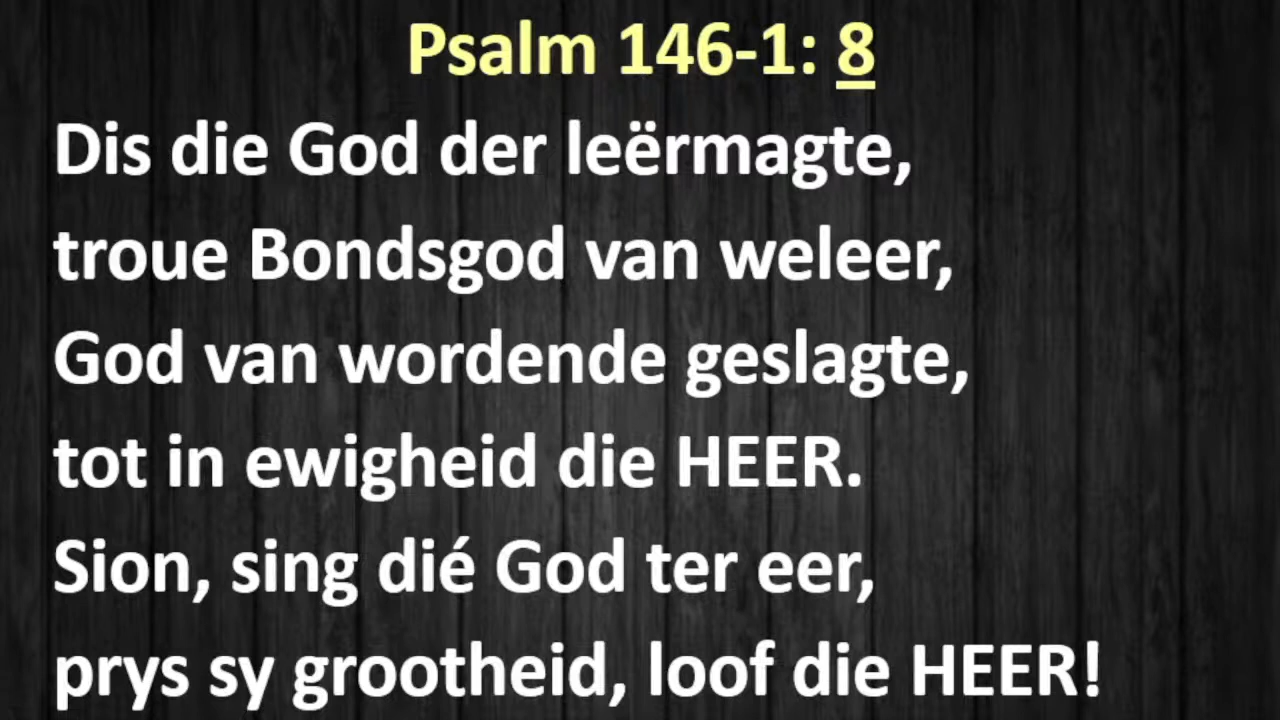 Psalm 146-1: 8
Dis die God der leërmagte,
troue Bondsgod van weleer,
God van wordende geslagte,
tot in ewigheid die HEER.
Sion, sing dié God ter eer,
prys sy grootheid, loof die HEER!